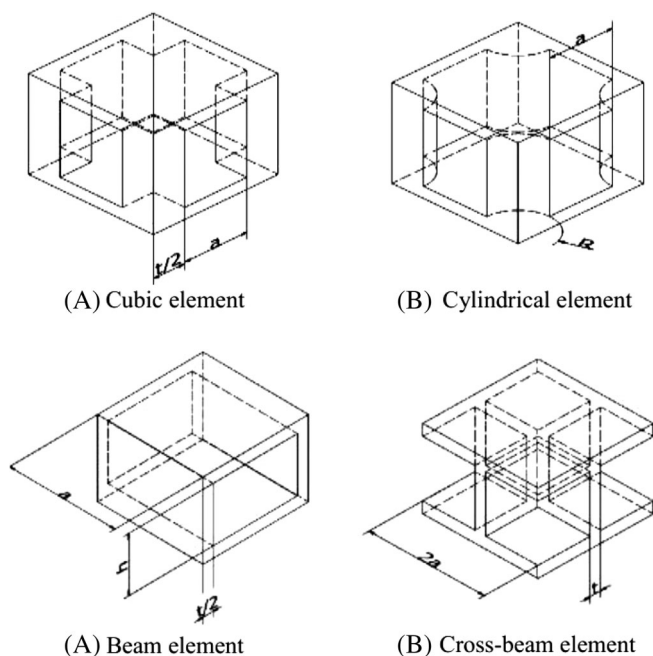 a
R
t/2
a
(A) Cubic element
(B) Cylindrical element
a
h
t/2
2a
t
(A) Beam element
(B) Cross-beam element